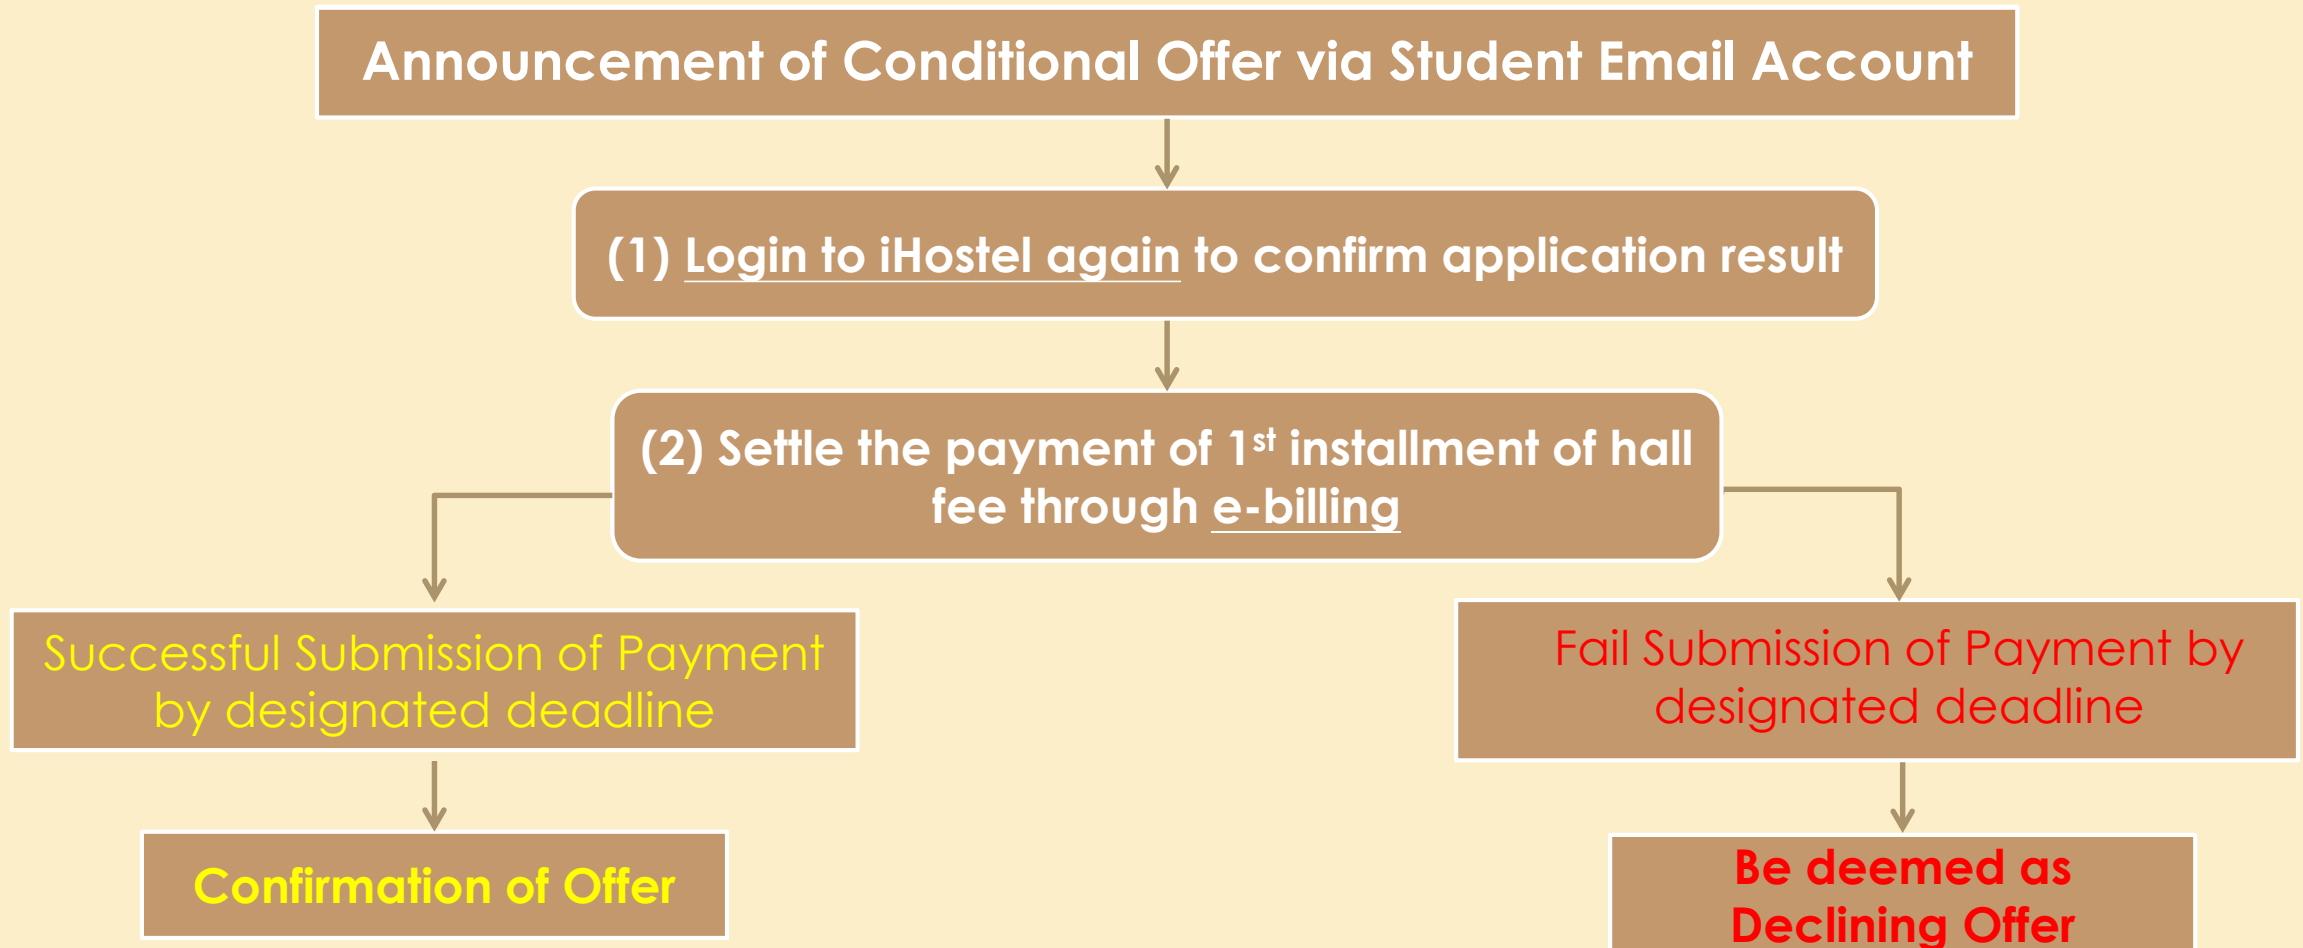 Announcement of Conditional Offer via Student Email Account
(1) Login to iHostel again to confirm application result
(2) Settle the payment of 1st installment of hall
fee through e-billing
Successful Submission of Payment
by designated deadline
Fail Submission of Payment by
designated deadline
Confirmation of Offer
Be deemed as
Declining Offer